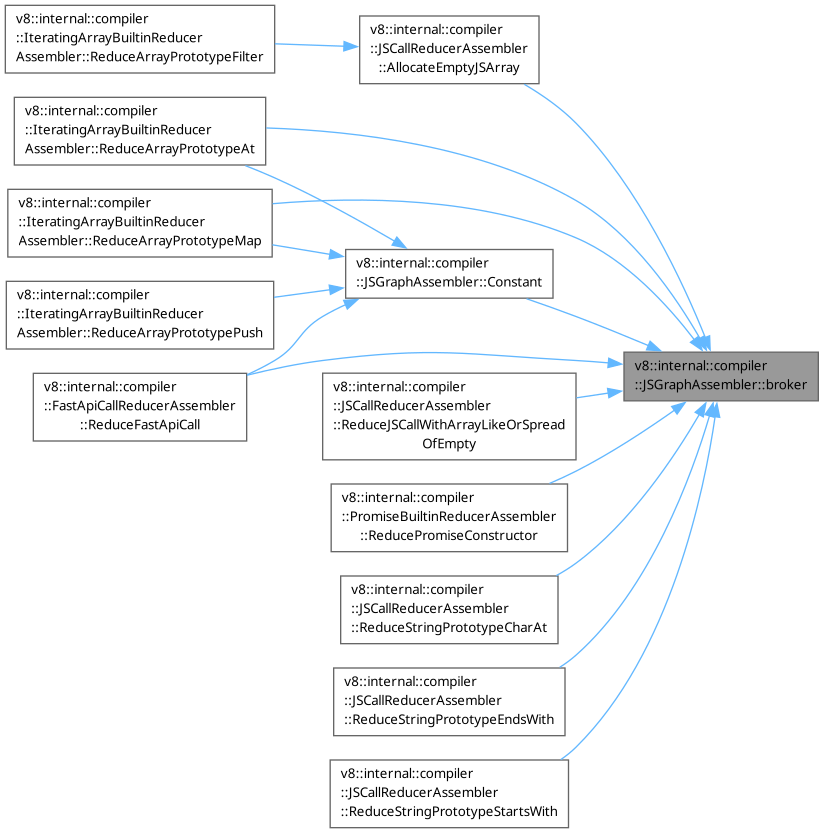 v8::internal::compiler
::IteratingArrayBuiltinReducer
Assembler::ReduceArrayPrototypeFilter
v8::internal::compiler
::JSCallReducerAssembler
::AllocateEmptyJSArray
v8::internal::compiler
::IteratingArrayBuiltinReducer
Assembler::ReduceArrayPrototypeAt
v8::internal::compiler
::IteratingArrayBuiltinReducer
Assembler::ReduceArrayPrototypeMap
v8::internal::compiler
::JSGraphAssembler::Constant
v8::internal::compiler
::IteratingArrayBuiltinReducer
Assembler::ReduceArrayPrototypePush
v8::internal::compiler
::JSGraphAssembler::broker
v8::internal::compiler
::FastApiCallReducerAssembler
::ReduceFastApiCall
v8::internal::compiler
::JSCallReducerAssembler
::ReduceJSCallWithArrayLikeOrSpread
OfEmpty
v8::internal::compiler
::PromiseBuiltinReducerAssembler
::ReducePromiseConstructor
v8::internal::compiler
::JSCallReducerAssembler
::ReduceStringPrototypeCharAt
v8::internal::compiler
::JSCallReducerAssembler
::ReduceStringPrototypeEndsWith
v8::internal::compiler
::JSCallReducerAssembler
::ReduceStringPrototypeStartsWith